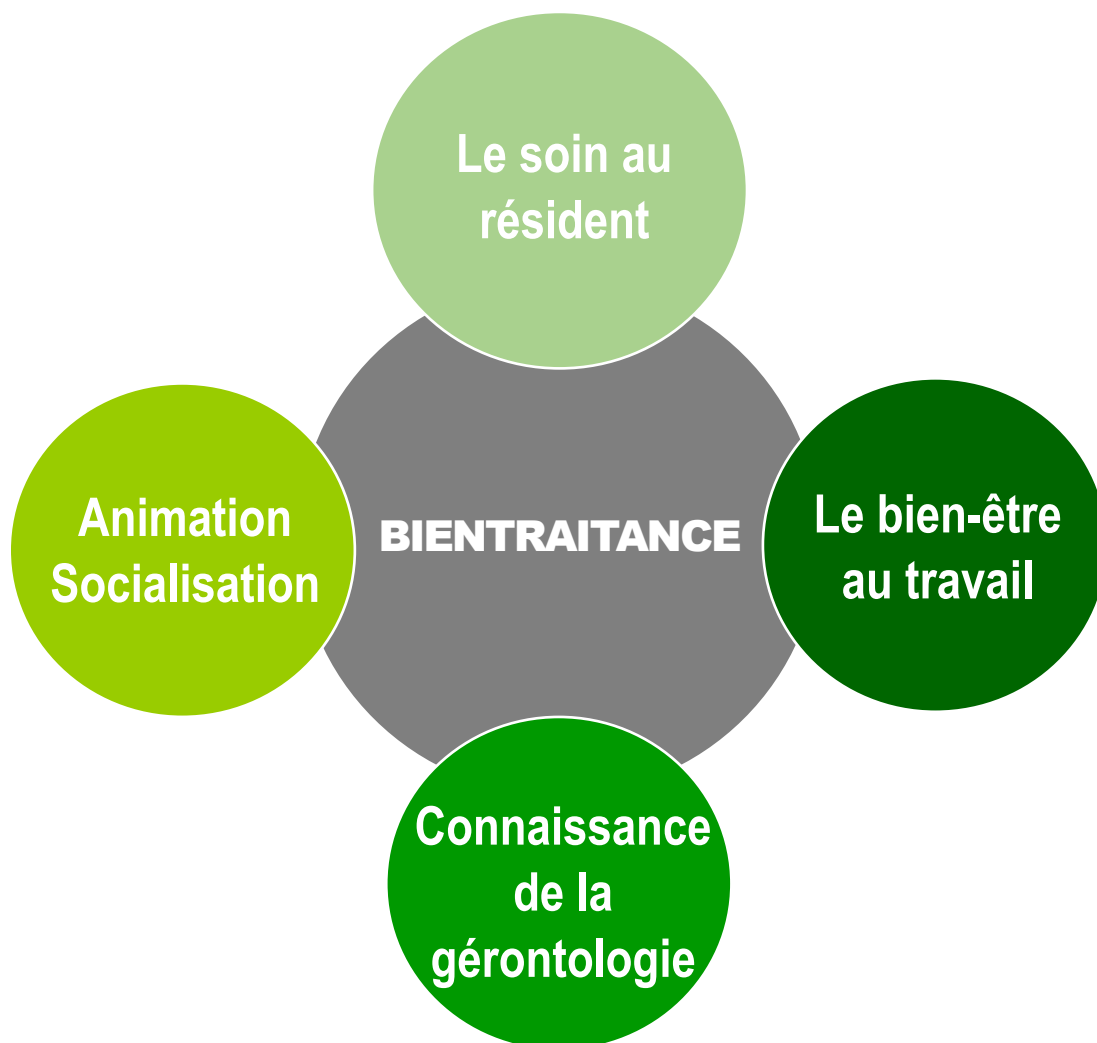 Le soin au
résident
Animation
Socialisation
BIENTRAITANCE
Le bien-être
au travail
Connaissance
de la
gérontologie